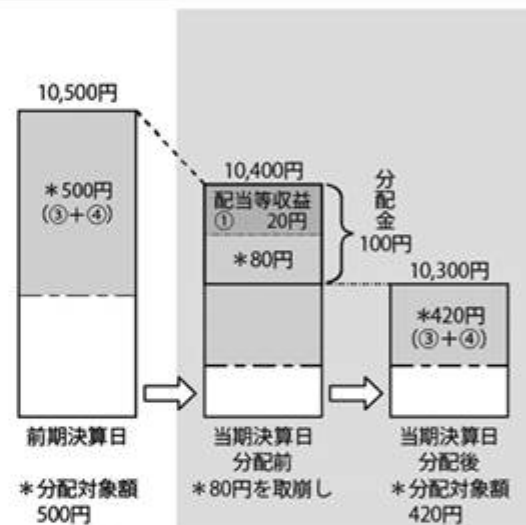 10,500円
*500円
(③+④)
前期決算日
*分配対象額
500円
10,400円
配当等収益
① 20円
*80円
分配金
100円
当期決算日
分配前
*80円を取崩し
10,300円
*420円
(③+④)
当期決算日
分配後
*分配対象額
420円